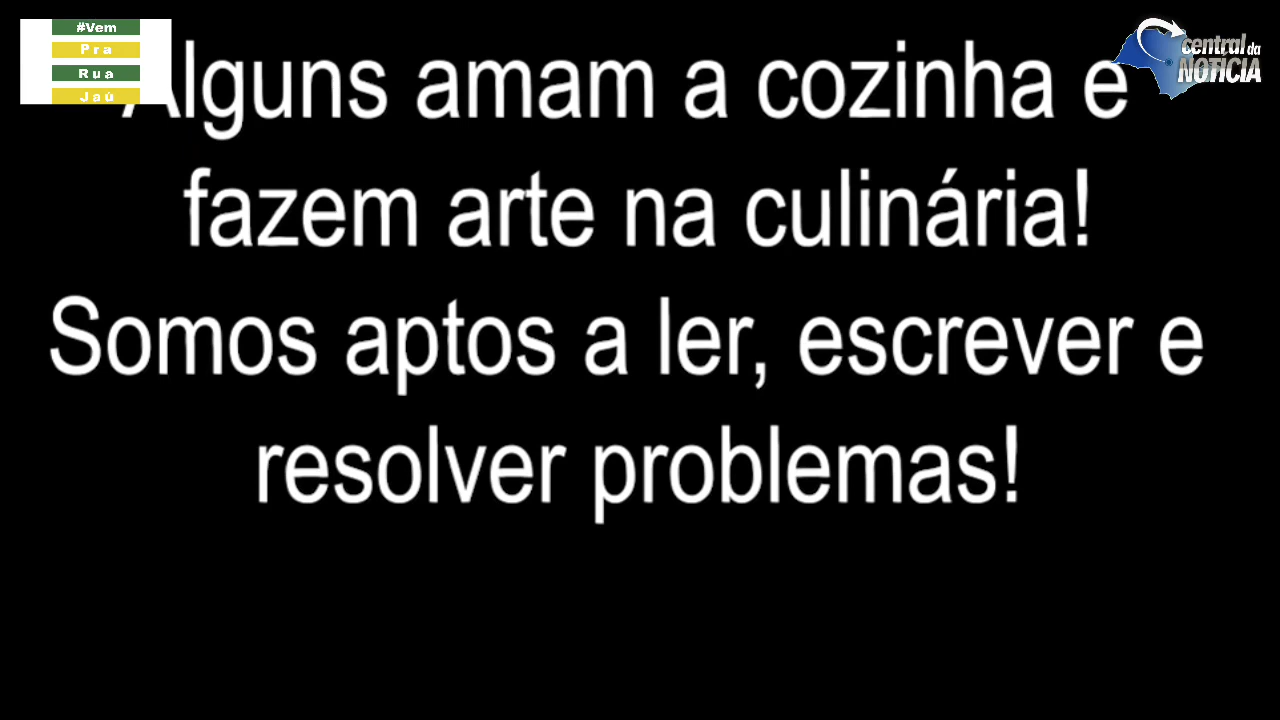 #Vem
Pra
Rua
Jaú
central da
NOTÍCIA
Alguns amam a cozinha e
fazem arte na culinária!
Somos aptos a ler, escrever e
resolver problemas!